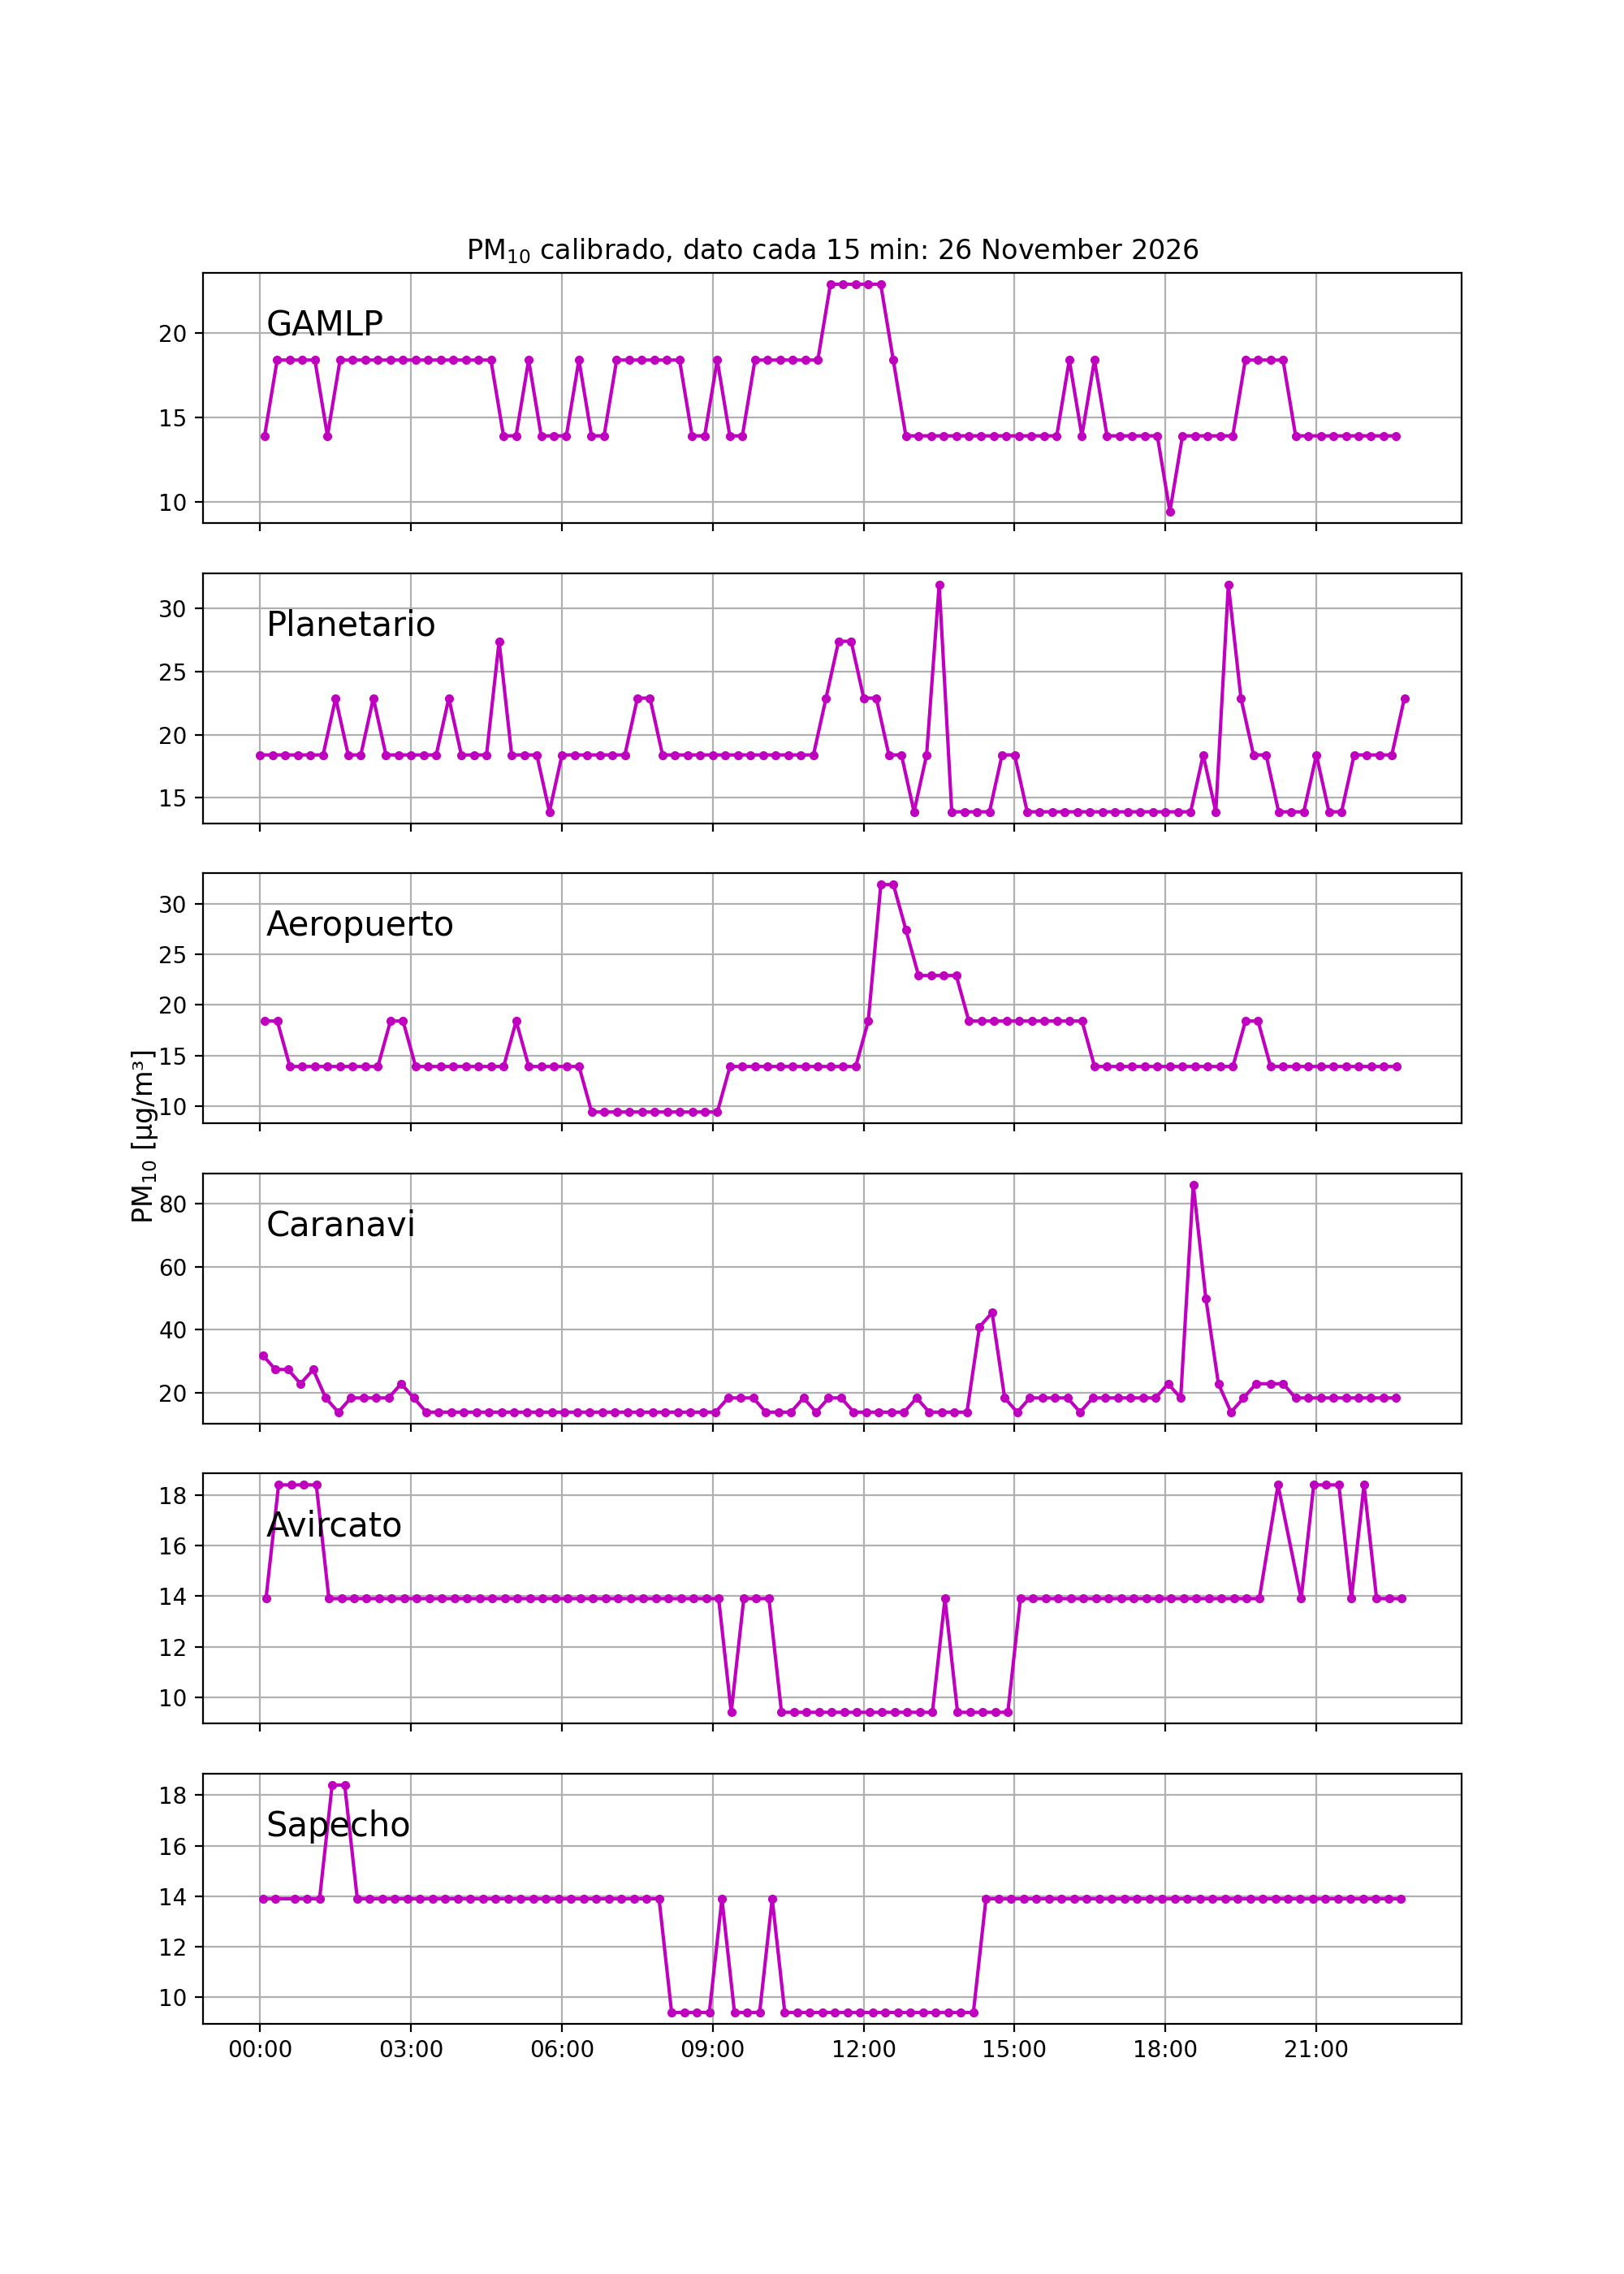 PM₁₀ calibrado, dato cada 15 min: 26 November 2026
GAMLP
20
15
10
Planetario
30
25
20
15
Aeropuerto
30
25
20
15
10
PM₁₀ [µg/m³]
Caranavi
80
60
40
20
Avircato
18
16
14
12
10
Sapecho
18
16
14
12
10
00:00 03:00 06:00 09:00 12:00 15:00 18:00 21:00